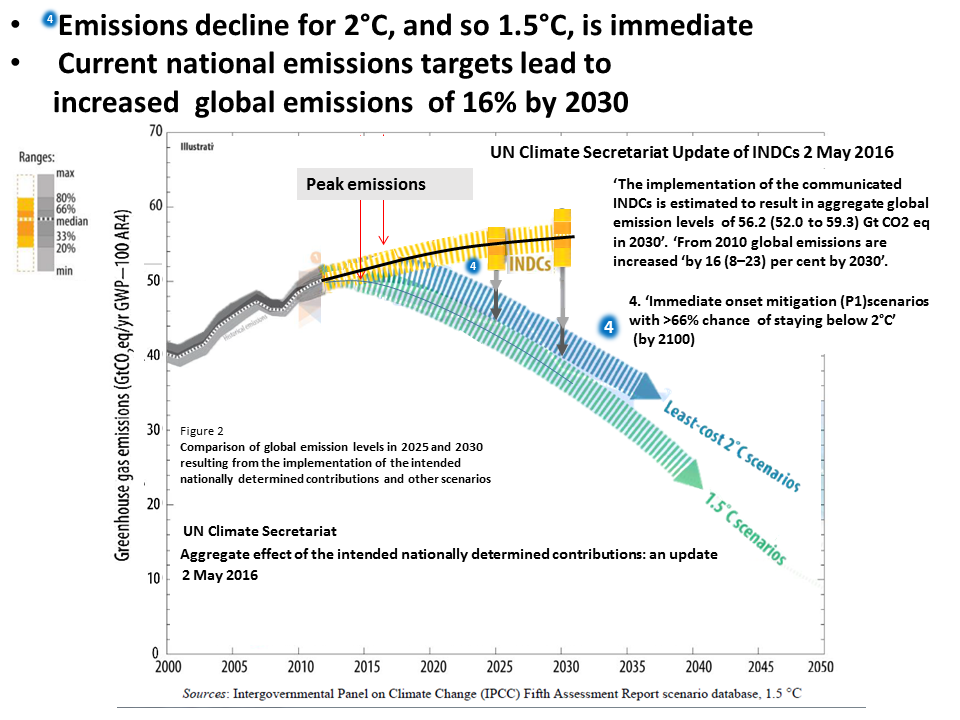 • 4 Emissions decline for 2°C, and so 1.5°C, is immediate
• Current national emissions targets lead to
increased global emissions of 16% by 2030
70
Illustrati
UN Climate Secretariat Update of INDCs 2 May 2016
Ranges:
max
80%
66%
median
33%
20%
min
Peak emissions
‘The implementation of the communicated
INDCs is estimated to result in aggregate global
emission levels of 56.2 (52.0 to 59.3) Gt CO2 eq
in 2030’. ‘From 2010 global emissions are
increased ‘by 16 (8–23) per cent by 2030’.
60
4
INDCs
50
4. ‘Immediate onset mitigation (P1)scenarios
with >66% chance of staying below 2°C’
(by 2100)
4
Historical emissions
40
Greenhouse gas emissions (GtCO₂eq/yr GWP—100 AR4)
Least-cost 2°C scenarios
1.5°C scenarios
30
Figure 2
Comparison of global emission levels in 2025 and 2030
resulting from the implementation of the intended
nationally determined contributions and other scenarios
20
UN Climate Secretariat
Aggregate effect of the intended nationally determined contributions: an update
2 May 2016
10
0
2000 2005 2010 2015 2020 2025 2030 2035 2040 2045 2050
Sources: Intergovernmental Panel on Climate Change (IPCC) Fifth Assessment Report scenario database, 1.5 °C